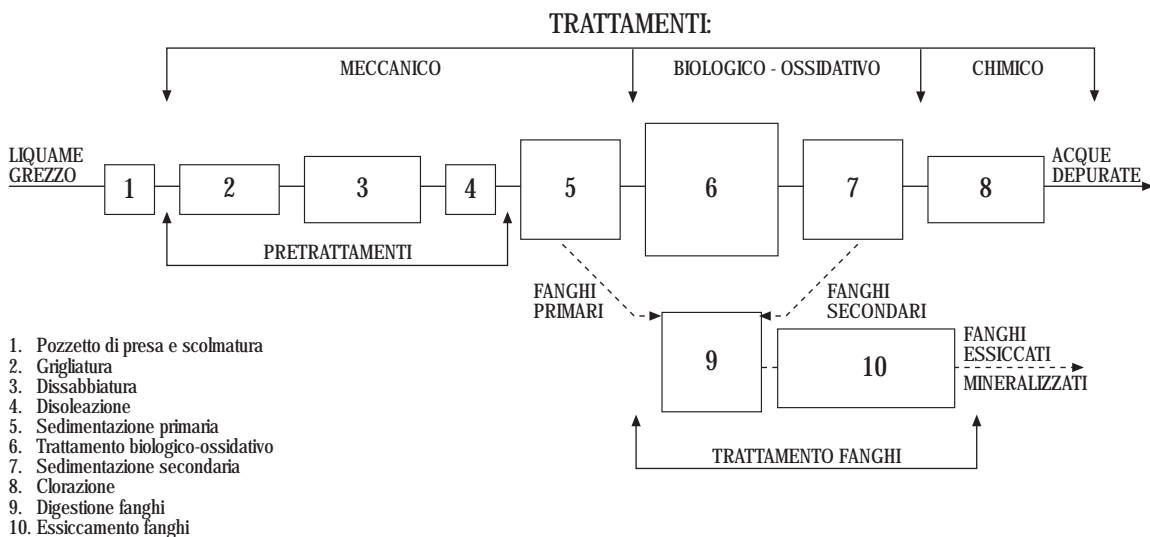 TRATTAMENTI:
MECCANICO
BIOLOGICO - OSSIDATIVO
CHIMICO
LIQUAME
GREZZO
1
2
3
4
5
6
7
8
ACQUE
DEPURATE
PRETRATTAMENTI
FANGHI
PRIMARI
FANGHI
SECONDARI
9
10
FANGHI
ESSICCATI
MINERALIZZATI
TRATTAMENTO FANGHI
1. Pozzetto di presa e scolmatura
2. Grigliatura
3. Dissabbiatura
4. Disoleazione
5. Sedimentazione primaria
6. Trattamento biologico-ossidativo
7. Sedimentazione secondaria
8. Clorazione
9. Digestione fanghi
10. Essiccamento fanghi